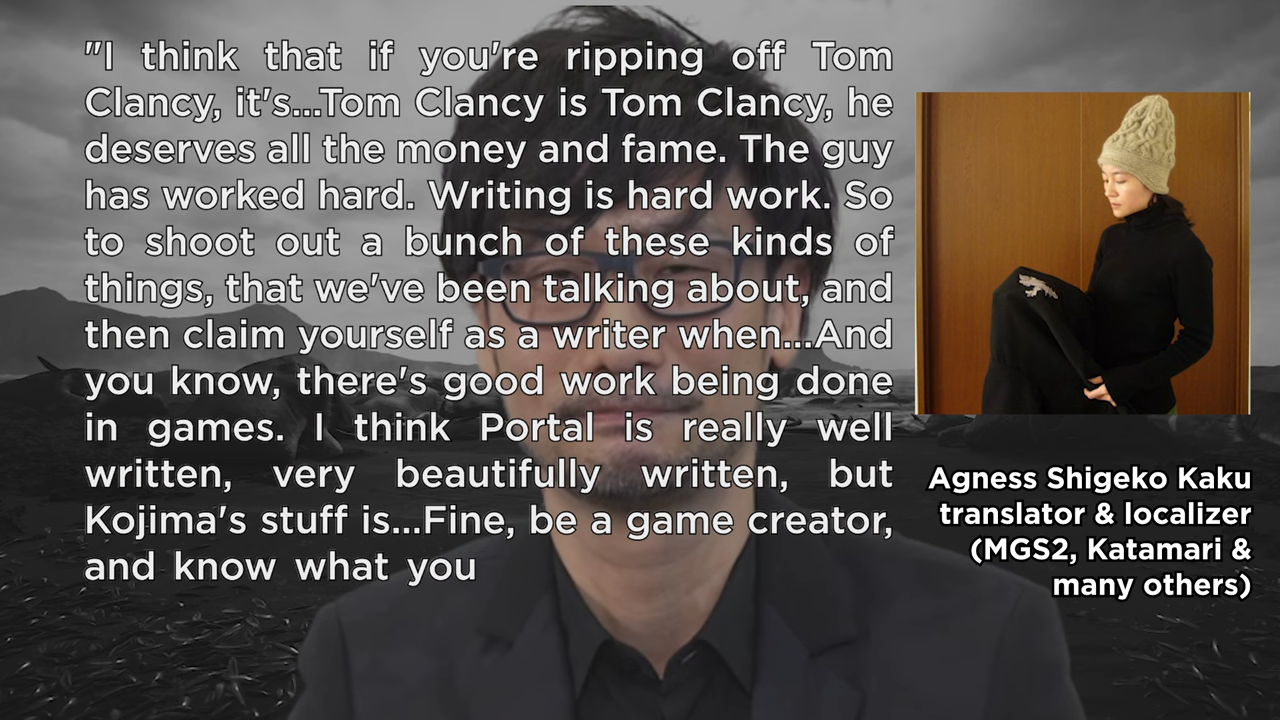 "I think that if you're ripping off Tom
Clancy, it's...Tom Clancy is Tom Clancy, he
deserves all the money and fame. The guy
has worked hard. Writing is hard work. So
to shoot out a bunch of these kinds of
things, that we've been talking about, and
then claim yourself as a writer when...And
you know, there's good work being done
in games. I think Portal is really well
written, very beautifully written, but
Kojima's stuff is...Fine, be a game creator,
and know what you
Agness Shigeko Kaku
translator & localizer
(MGS2, Katamari &
many others)